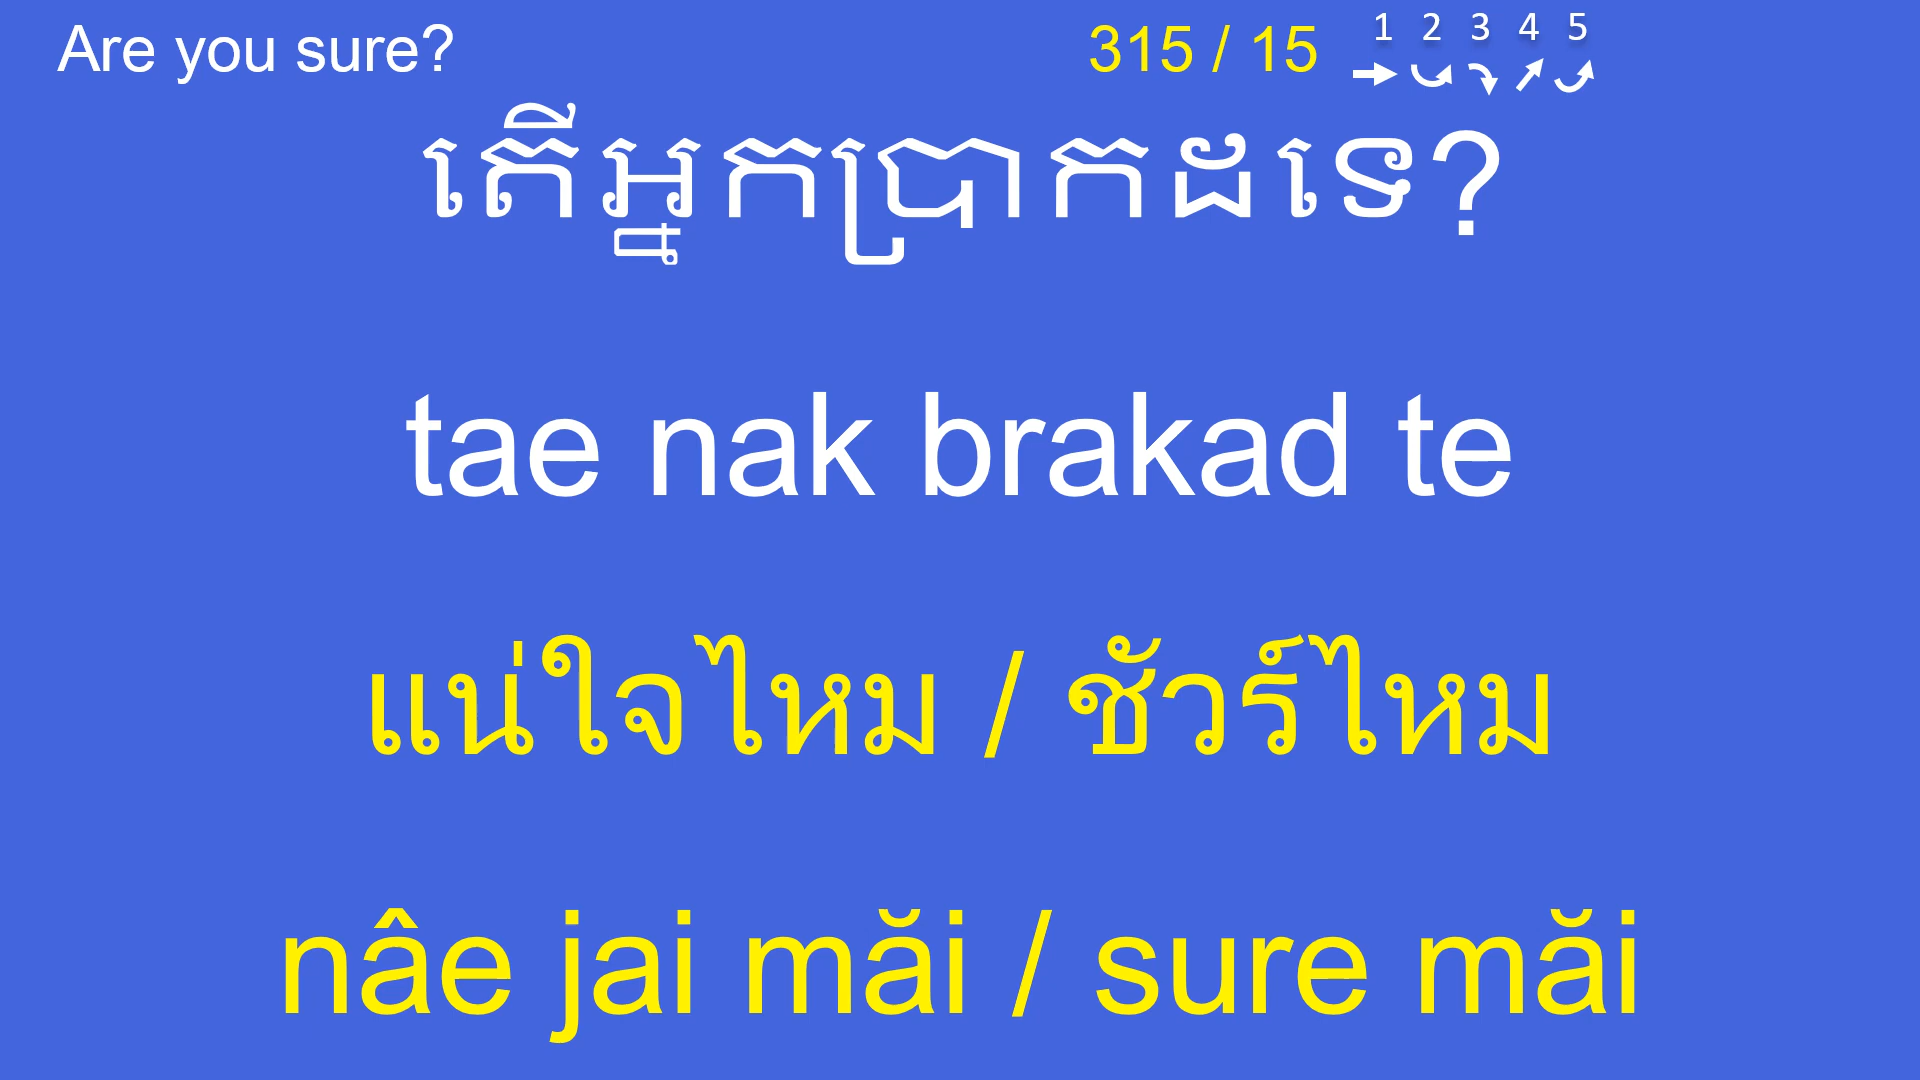 Are you sure?
315 / 15
1 2 3 4 5
តើអ្នកប្រាកដទេ?
tae nak brakad te
แน่ใจไหม / ชัวร์ไหม
nâe jai măi / sure măi